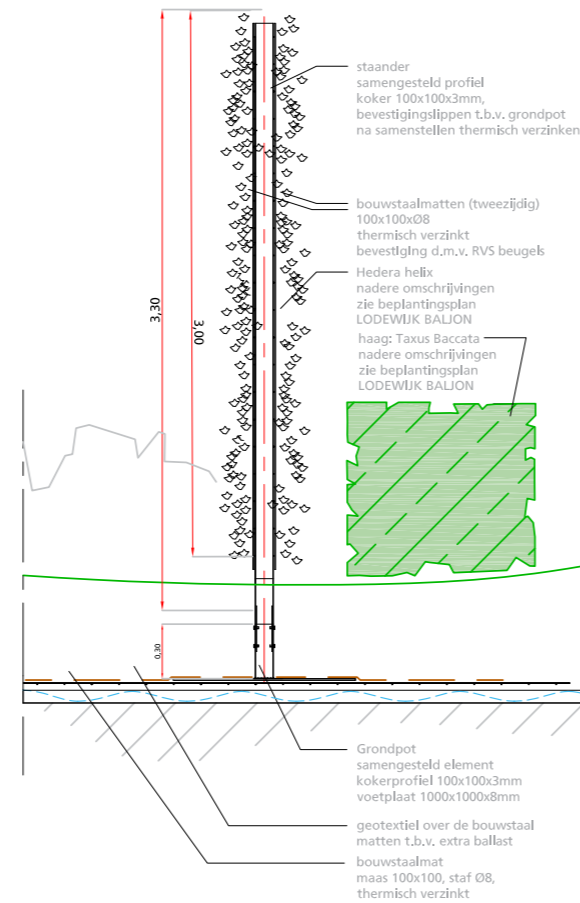 staander
samengesteld profiel
koker 100x100x3mm,
bevestigingslippen t.b.v. grondpot
na samenstellen thermisch verzinken
bouwstaalmatten (tweezijdig)
100x100xØ8
thermisch verzinkt
bevestiging d.m.v. RVS beugels
Hedera helix
nadere omschrijvingen
zie beplantingsplan
LODEWIJK BALJON
haag: Taxus Baccata
nadere omschrijvingen
zie beplantingsplan
LODEWIJK BALJON
3,30
3,00
0,30
Grondpot
samengesteld element
kokerprofiel 100x100x3mm
voetplaat 1000x1000x8mm
geotextiel over de bouwstaal
matten t.b.v. extra ballast
bouwstaalmat
maas 100x100, staf Ø8,
thermisch verzinkt